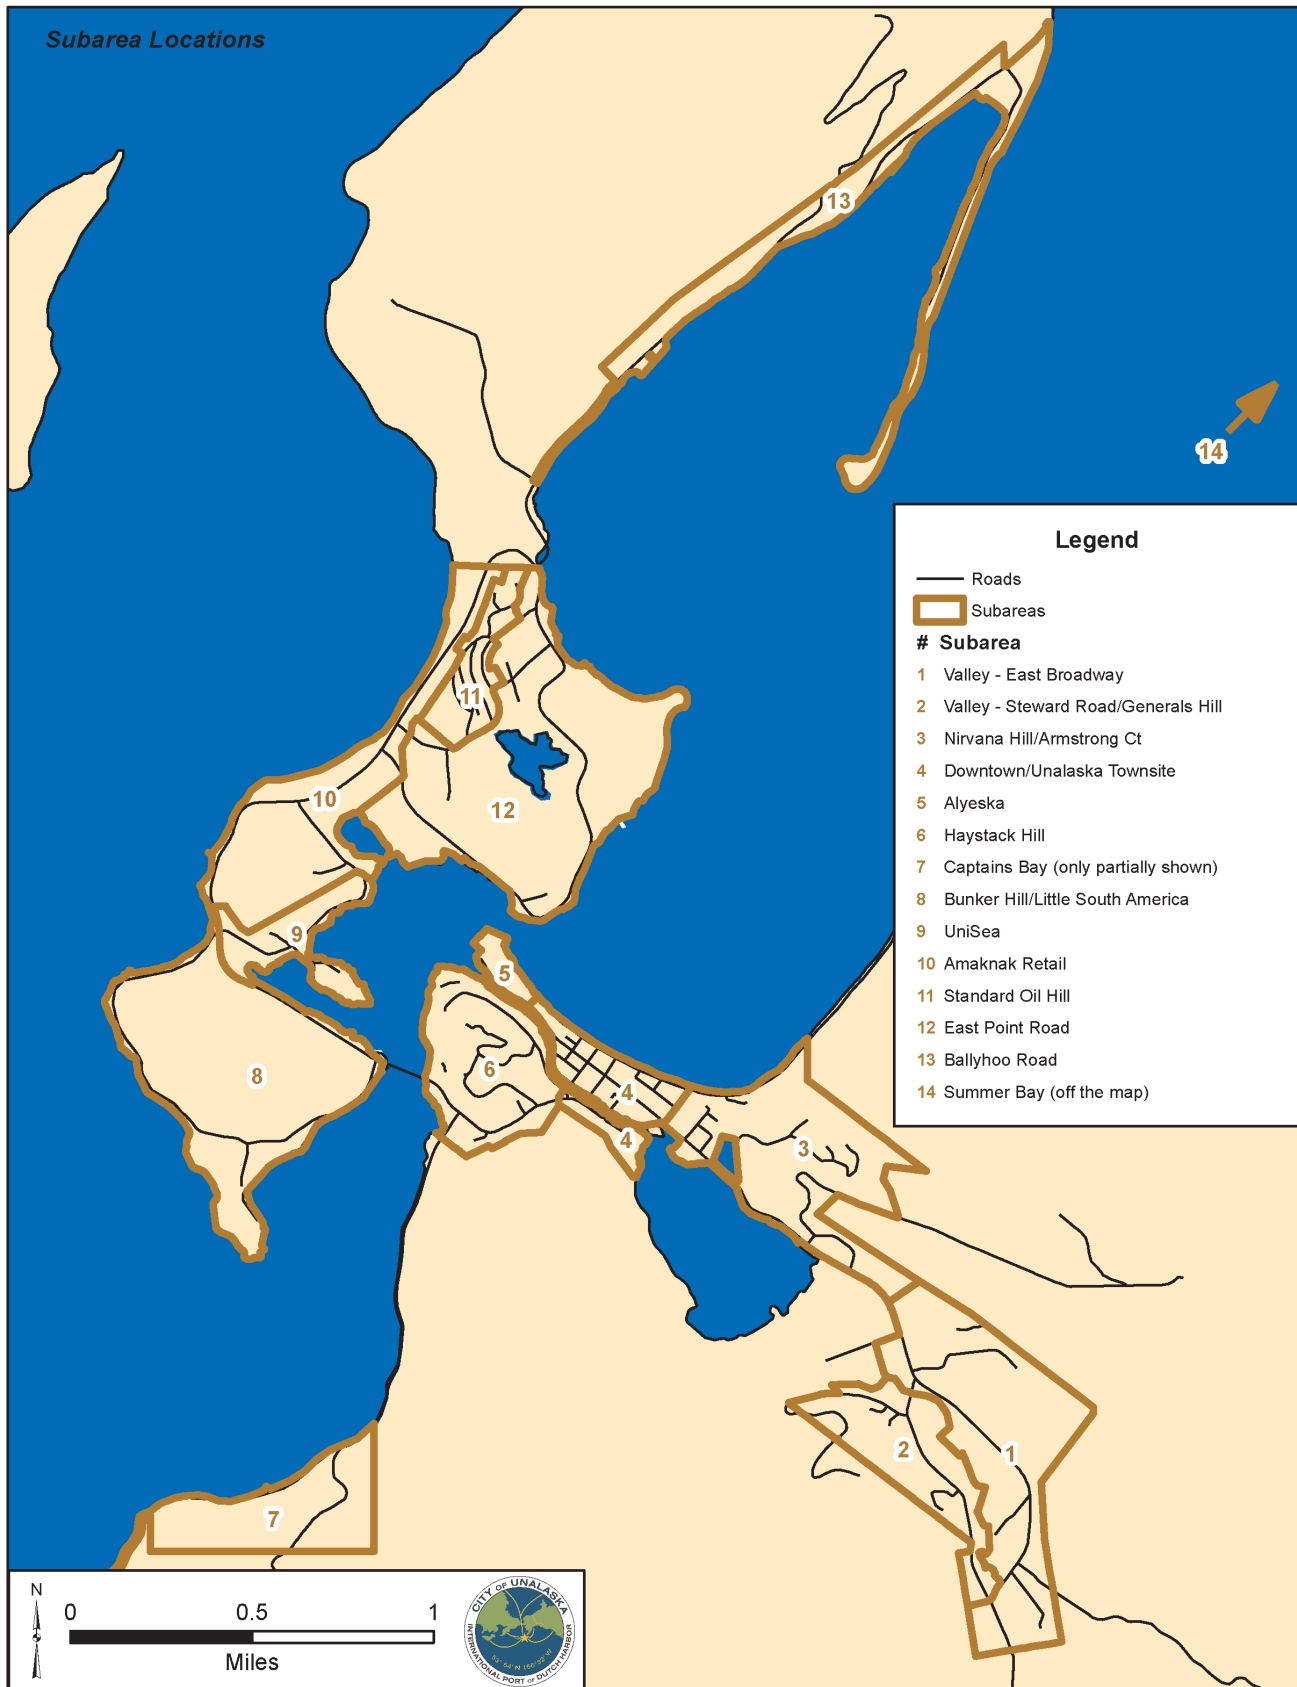 Subarea Locations
13
14
11
10
12
9
5
8
6
4
4
3
2
1
7
Legend
Roads
Subareas
# Subarea
1 Valley - East Broadway
2 Valley - Steward Road/Generals Hill
3 Nirvana Hill/Armstrong Ct
4 Downtown/Unalaska Townsite
5 Alyeska
6 Haystack Hill
7 Captains Bay (only partially shown)
8 Bunker Hill/Little South America
9 UniSea
10 Amaknak Retail
11 Standard Oil Hill
12 East Point Road
13 Ballyhoo Road
14 Summer Bay (off the map)
N
0 0.5 1
Miles
CITY OF UNALASKA
INTERNATIONAL PORT OF DUTCH HARBOR